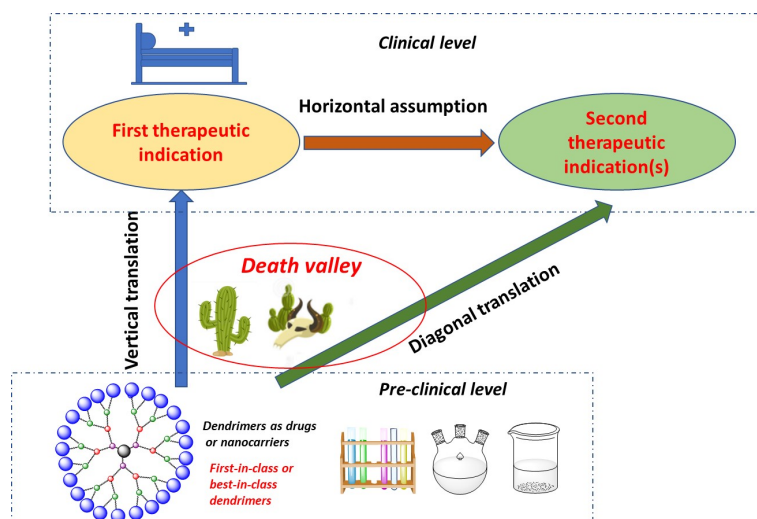 Clinical level
First therapeutic
indication
Horizontal assumption
Second
therapeutic
indication(s)
Vertical translation
Death valley
Diagonal translation
Pre-clinical level
Dendrimers as drugs
or nanocarriers
First-in-class or
best-in-class
dendrimers